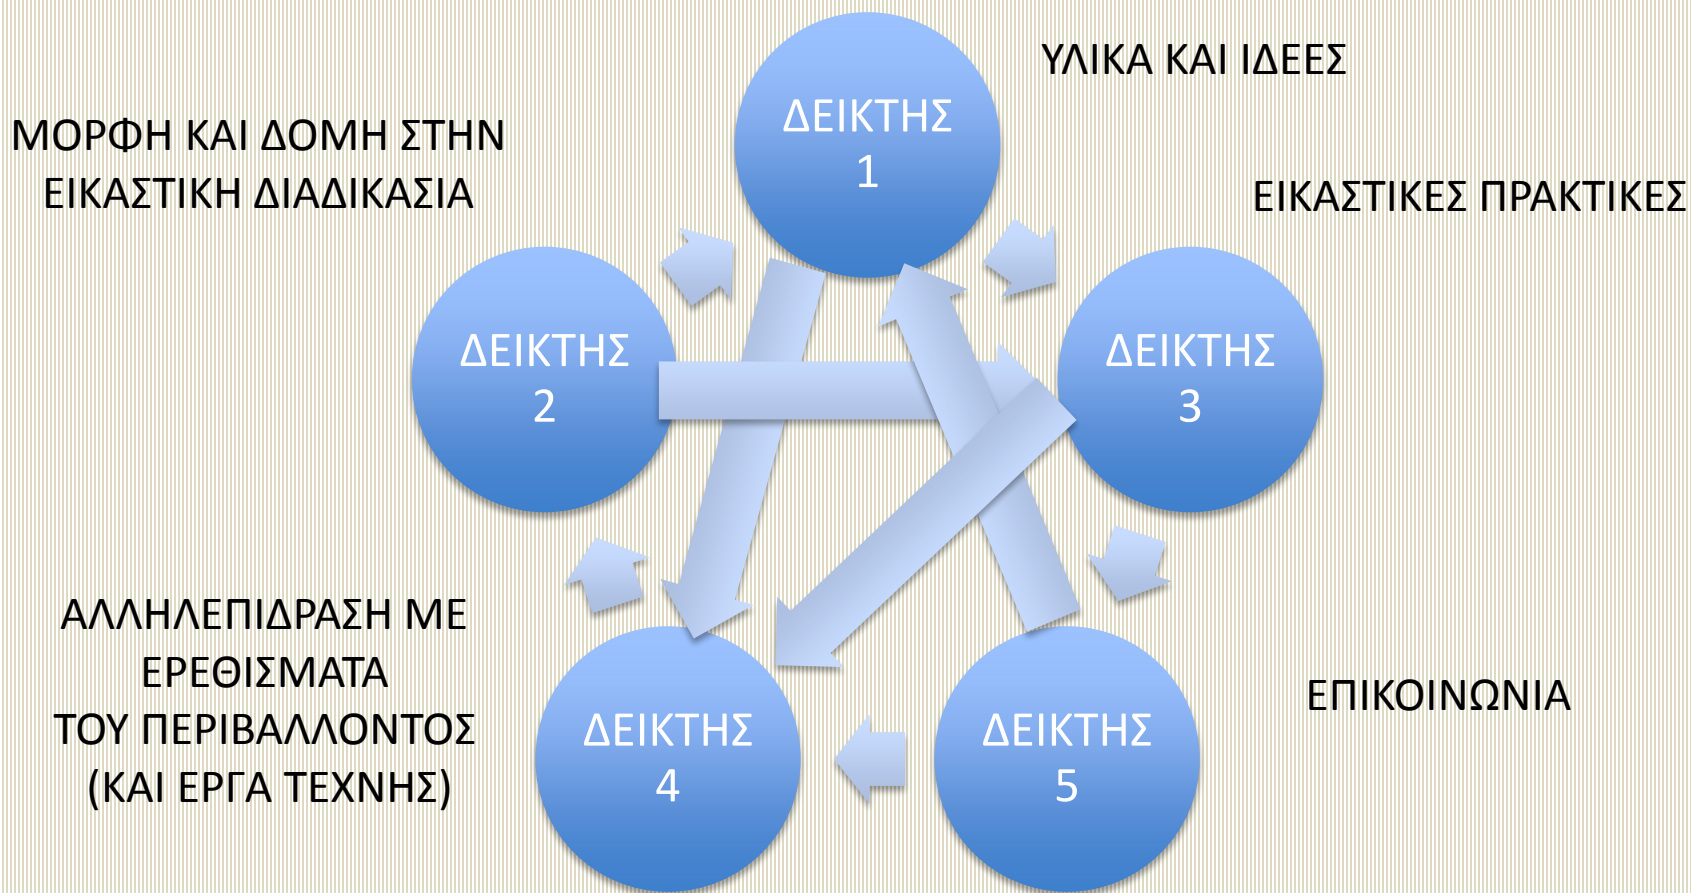 ΥΛΙΚΑ ΚΑΙ ΙΔΕΕΣ
ΔΕΙΚΤΗΣ
1
ΜΟΡΦΗ ΚΑΙ ΔΟΜΗ ΣΤΗΝ
ΕΙΚΑΣΤΙΚΗ ΔΙΑΔΙΚΑΣΙΑ
ΕΙΚΑΣΤΙΚΕΣ ΠΡΑΚΤΙΚΕΣ
ΔΕΙΚΤΗΣ
2
ΔΕΙΚΤΗΣ
3
ΑΛΛΗΛΕΠΙΔΡΑΣΗ ΜΕ
ΕΡΕΘΙΣΜΑΤΑ
ΤΟΥ ΠΕΡΙΒΑΛΛΟΝΤΟΣ
(ΚΑΙ ΕΡΓΑ ΤΕΧΝΗΣ)
ΔΕΙΚΤΗΣ
4
ΔΕΙΚΤΗΣ
5
ΕΠΙΚΟΙΝΩΝΙΑ